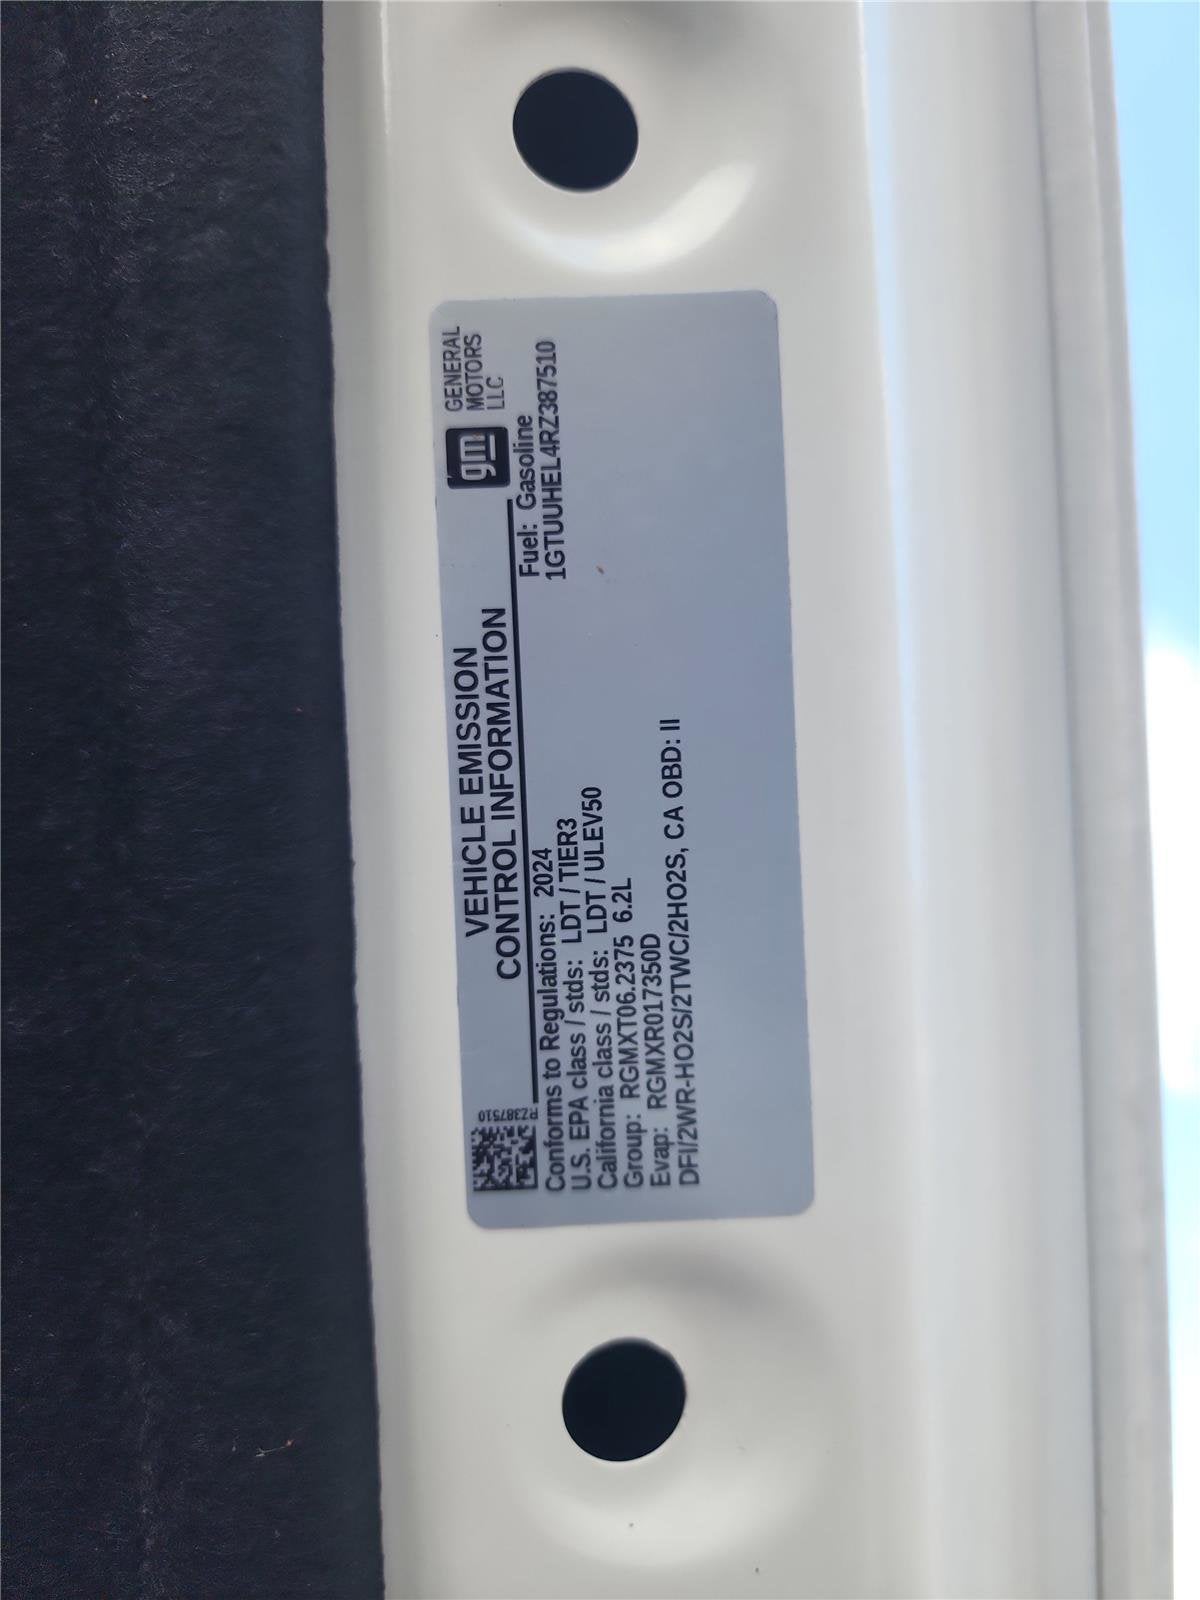 RZ387510
VEHICLE EMISSION
CONTROL INFORMATION
gm
GENERAL
MOTORS
LLC
Conforms to Regulations: 2024
Fuel: Gasoline
U.S. EPA class / stds: LDT / TIER3
1GTUUHEL4RZ387510
California class / stds: LDT / ULEV50
Group: RGMXT06.2375 6.2L
Evap: RGMXR017350D
DFI/2WR-HO2S/2TWC/2HO2S, CA OBD: II